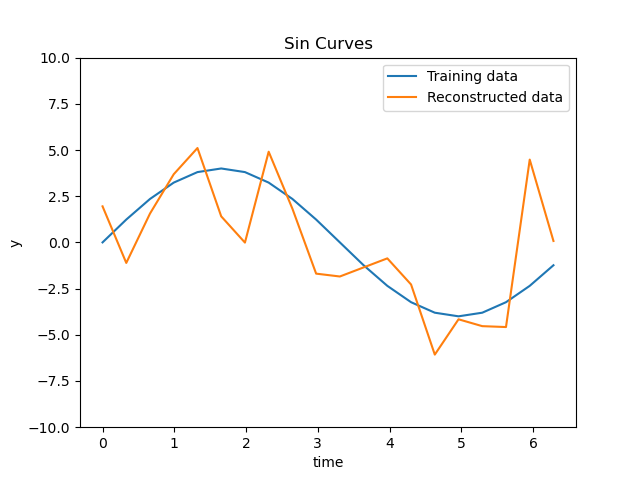 Sin Curves
Training data
Reconstructed data
10.0
7.5
5.0
2.5
0.0
−2.5
−5.0
−7.5
−10.0
y
0 1 2 3 4 5 6
time